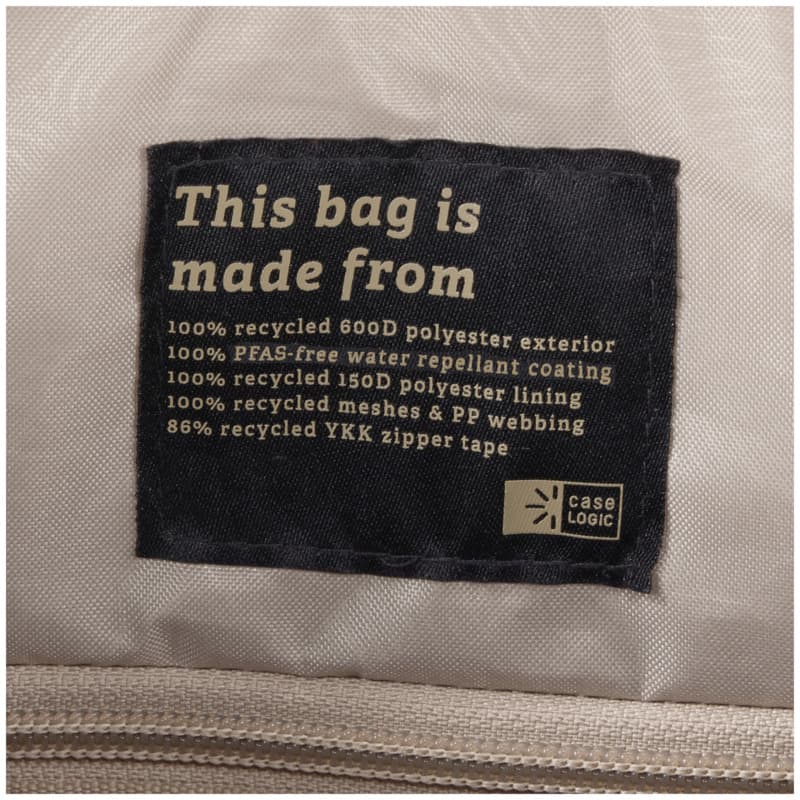 This bag is
made from
100% recycled 600D polyester exterior
100% PFAS-free water repellant coating
100% recycled 150D polyester lining
100% recycled meshes & PP webbing
86% recycled YKK zipper tape
case
LOGIC